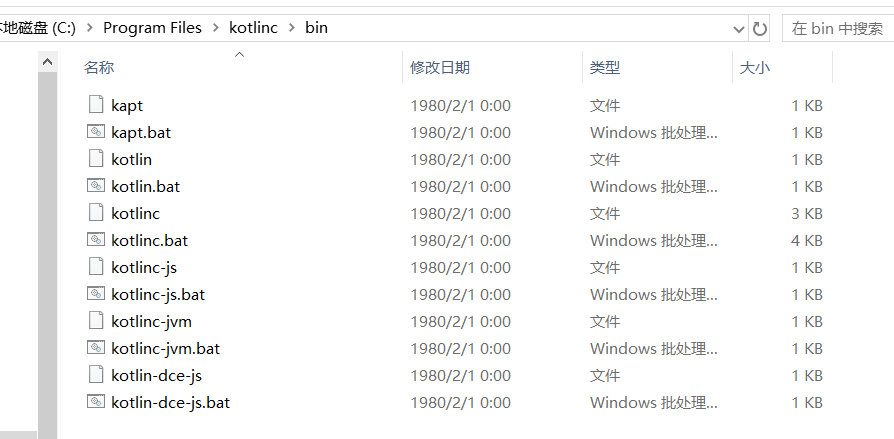 本地磁盘 (C:) > Program Files > kotlinc > bin
在 bin 中搜索
名称 修改日期 类型 大小
kapt 1980/2/1 0:00 文件 1 KB
kapt.bat 1980/2/1 0:00 Windows 批处理... 1 KB
kotlin 1980/2/1 0:00 文件 1 KB
kotlin.bat 1980/2/1 0:00 Windows 批处理... 1 KB
kotlinc 1980/2/1 0:00 文件 3 KB
kotlinc.bat 1980/2/1 0:00 Windows 批处理... 4 KB
kotlinc-js 1980/2/1 0:00 文件 1 KB
kotlinc-js.bat 1980/2/1 0:00 Windows 批处理... 1 KB
kotlinc-jvm 1980/2/1 0:00 文件 1 KB
kotlinc-jvm.bat 1980/2/1 0:00 Windows 批处理... 1 KB
kotlin-dce-js 1980/2/1 0:00 文件 1 KB
kotlin-dce-js.bat 1980/2/1 0:00 Windows 批处理... 1 KB